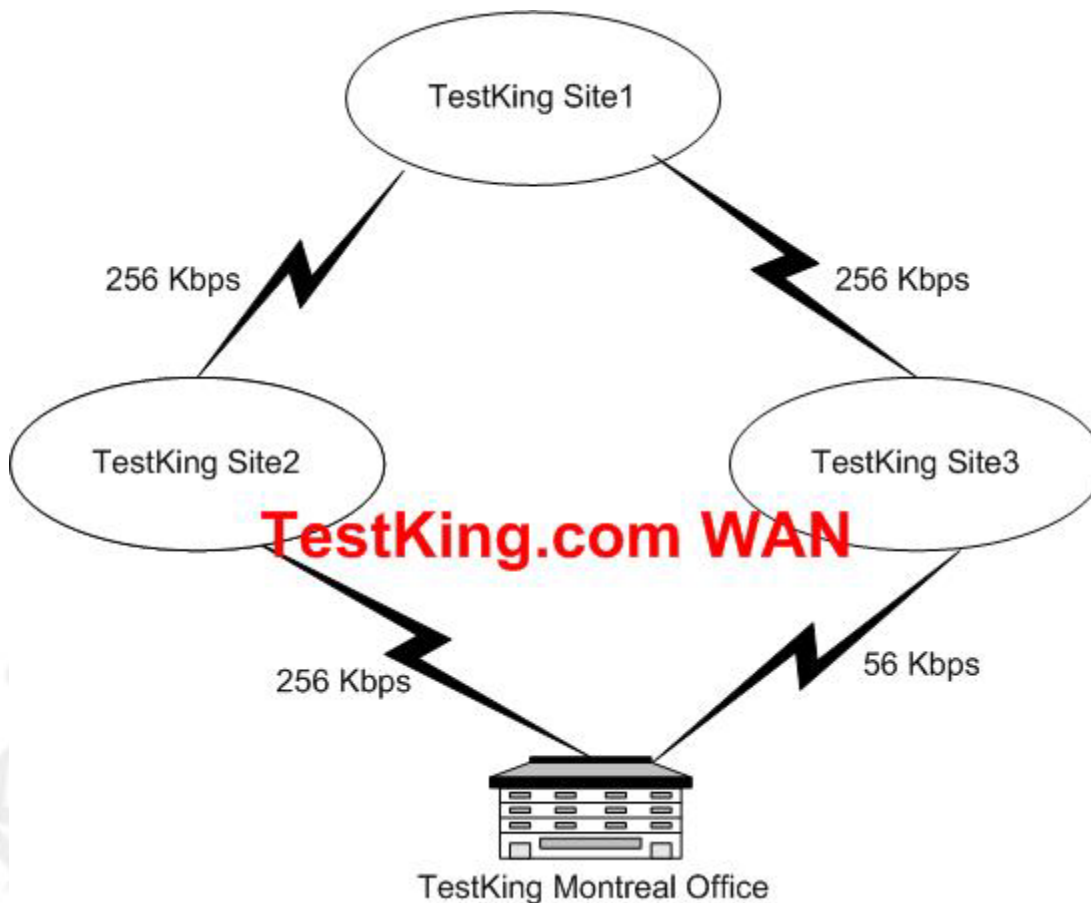 TestKing Site1
256 Kbps
256 Kbps
TestKing Site2
TestKing Site3
TestKing.com WAN
256 Kbps
56 Kbps
TestKing Montreal Office